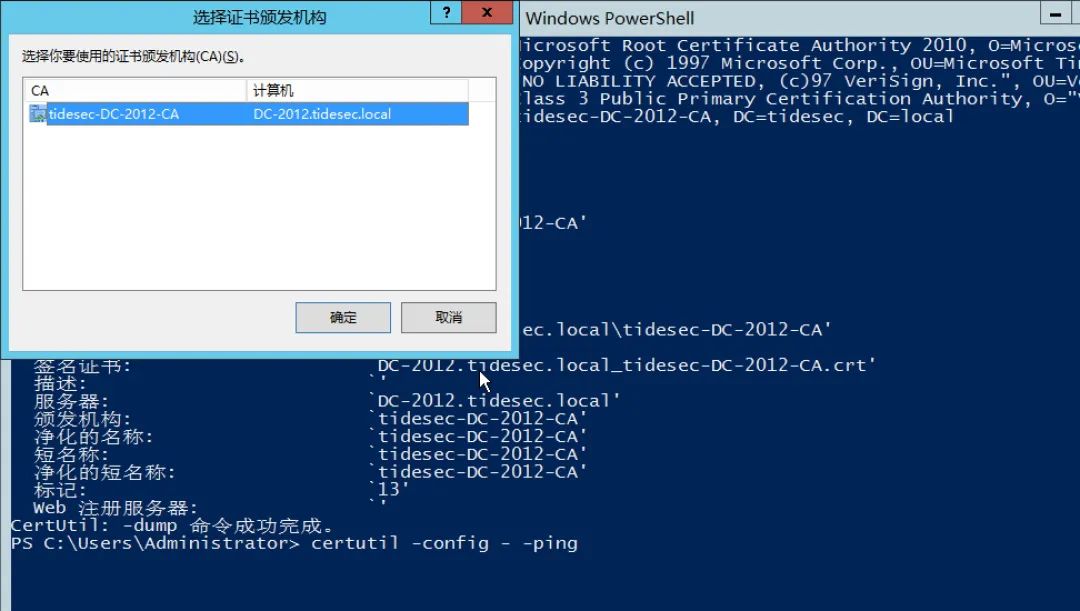 选择证书颁发机构
?
x
Windows PowerShell
选择你要使用的证书颁发机构(CA)(S)。
CA 计算机
tidesec-DC-2012-CA DC-2012.tidesec.local
确定 取消
icrosoft Root Certificate Authority 2010, O=Micros
opyright (c) 1997 Microsoft Corp., OU=Microsoft Ti
NO LIABILITY ACCEPTED, (c)97 VeriSign, Inc.", OU=V
lass 3 Public Primary Certification Authority, O="
tidesec-DC-2012-CA, DC=tidesec, DC=local
012-CA'
ec.local\tidesec-DC-2012-CA'
签名证书: `DC-2012.tidesec.local_tidesec-DC-2012-CA.crt'
描述: `'
服务器: `DC-2012.tidesec.local'
颁发机构: `tidesec-DC-2012-CA'
净化的名称: `tidesec-DC-2012-CA'
短名称: `tidesec-DC-2012-CA'
净化的短名称: `tidesec-DC-2012-CA'
标记: `13'
Web 注册服务器: `'
CertUtil: -dump 命令成功完成。
PS C:\Users\Administrator> certutil -config - -ping